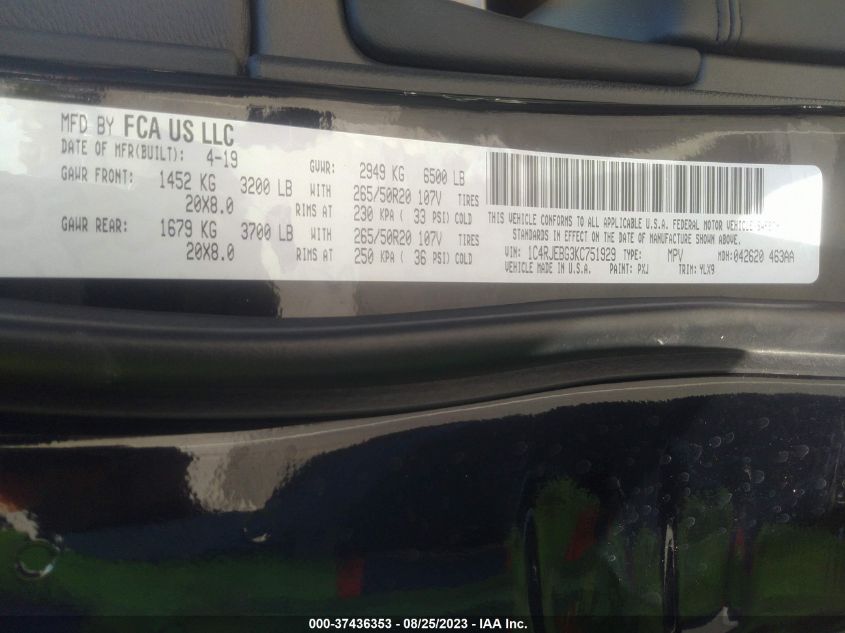 MFD BY FCA US LLC
DATE OF MFR(BUILT): 4-19
GVWR: 2949 KG 6500 LB
GAWR FRONT: 1452 KG 3200 LB WITH 265/50R20 107V TIRES
20X8.0 RIMS AT 230 KPA ( 33 PSI) COLD
GAWR REAR: 1679 KG 3700 LB WITH 265/50R20 107V TIRES
20X8.0 RIMS AT 250 KPA ( 36 PSI) COLD
THIS VEHICLE CONFORMS TO ALL APPLICABLE U.S.A. FEDERAL MOTOR VEHICLE SAFETY
STANDARDS IN EFFECT ON THE DATE OF MANUFACTURE SHOWN ABOVE.
VIN: 1C4RJEBG3KC751929 TYPE: MPV MDH:042620 463AA
VEHICLE MADE IN U.S.A. PAINT: PXJ TRIM: YLX9
000-37436353 - 08/25/2023 - IAA Inc.